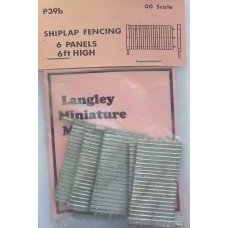 P39b
00 Scale
SHIPLAP FENCING
6 PANELS
6ft HIGH
Langley
Miniature
M